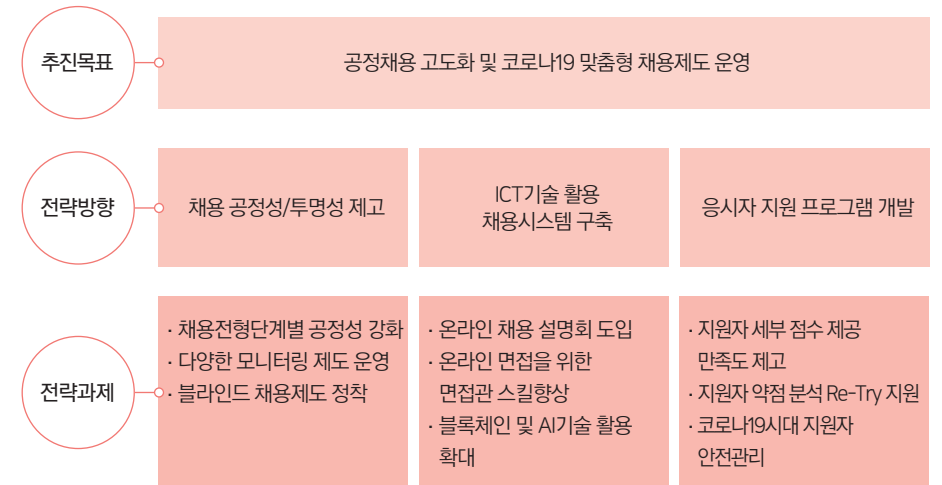 추진목표
공정채용 고도화 및 코로나19 맞춤형 채용제도 운영
전략방향
채용 공정성/투명성 제고
ICT기술 활용
채용시스템 구축
응시자 지원 프로그램 개발
전략과제
· 채용전형단계별 공정성 강화
· 다양한 모니터링 제도 운영
· 블라인드 채용제도 정착
· 온라인 채용 설명회 도입
· 온라인 면접을 위한
면접관 스킬향상
· 블록체인 및 AI기술 활용
확대
· 지원자 세부 점수 제공
만족도 제고
· 지원자 약점 분석 Re-Try 지원
· 코로나19시대 지원자
안전관리